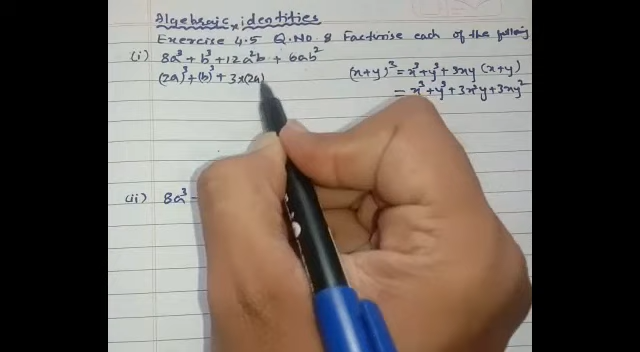 Algebraic identities
Exercise 4.5 Q.No 8 Factorise each of the following
(i) 8a³ + b³ + 12a²b + 6ab²
(2a)³ + (b)³ + 3x(2a)
(x+y)³ = x³ + y³ + 3xy (x+y)
= x³ + y³ + 3x²y + 3xy²
(ii) 8a³ -